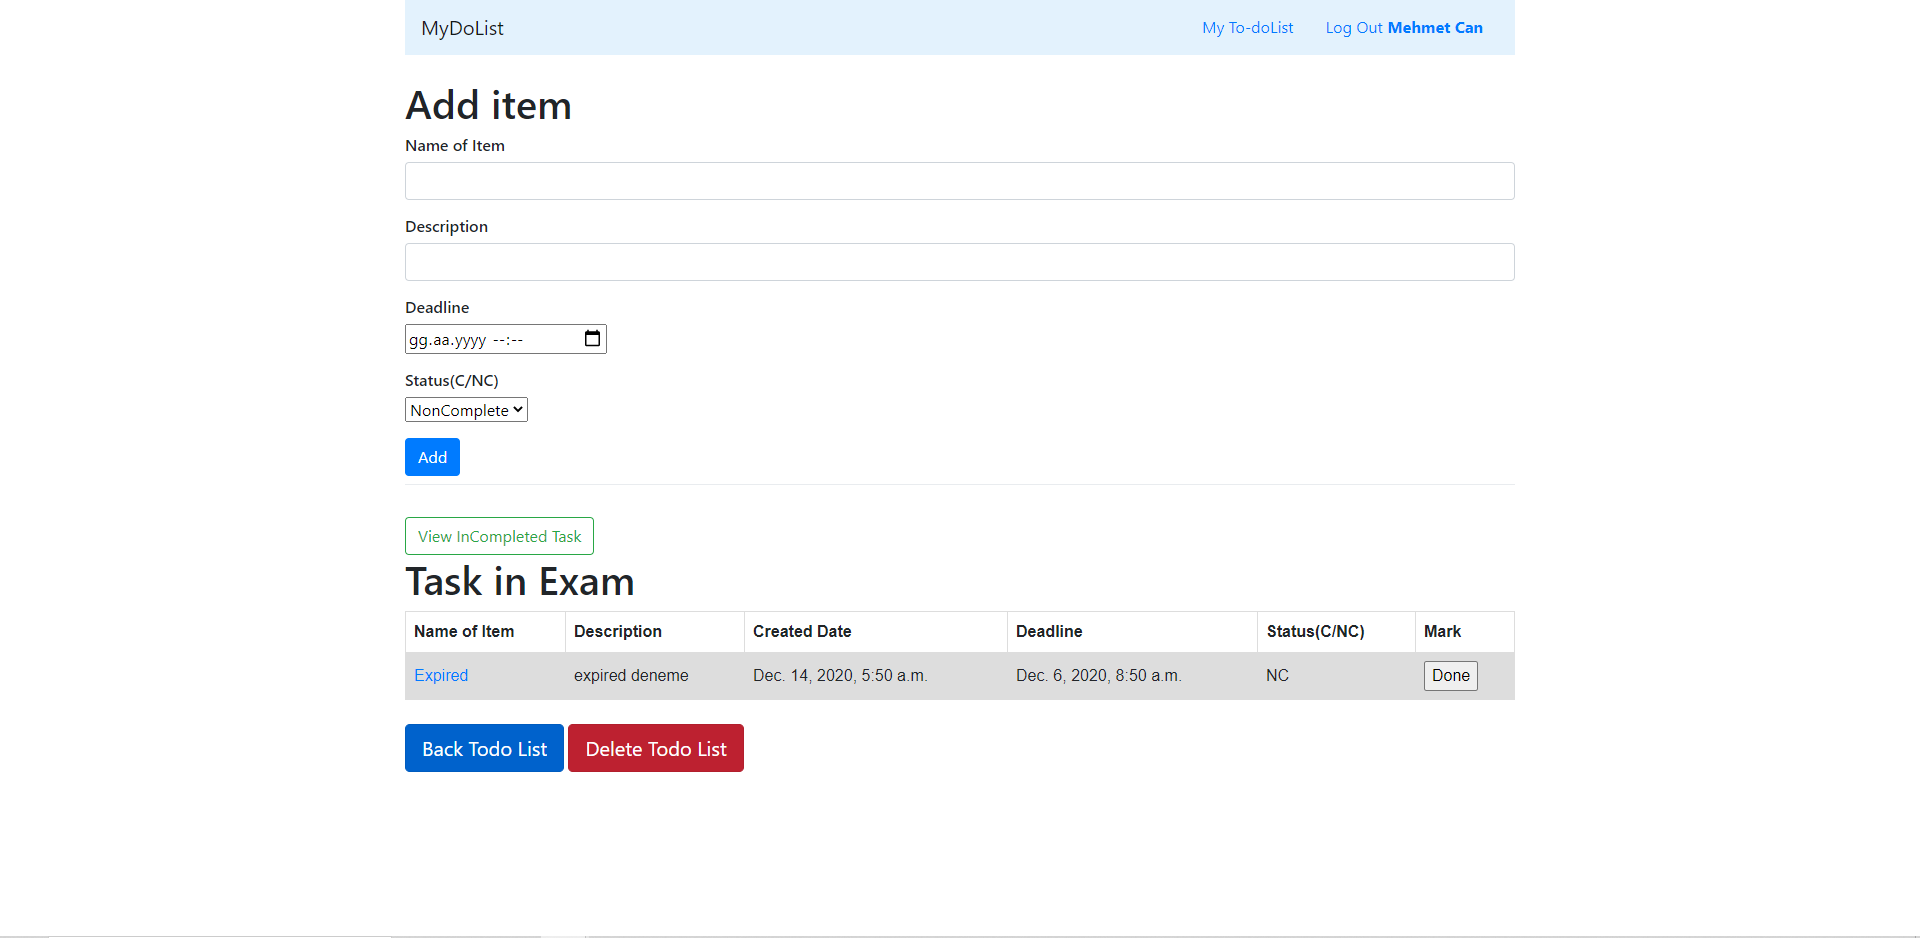 MyDoList My To-doList Log Out Mehmet Can
Add item
Name of Item
Description
Deadline
gg.aa.yyyy --:--
Status(C/NC)
NonComplete
Add
View InCompleted Task
Task in Exam
Name of Item Description Created Date Deadline Status(C/NC) Mark
Expired expired deneme Dec. 14, 2020, 5:50 a.m. Dec. 6, 2020, 8:50 a.m. NC Done
Back Todo List Delete Todo List